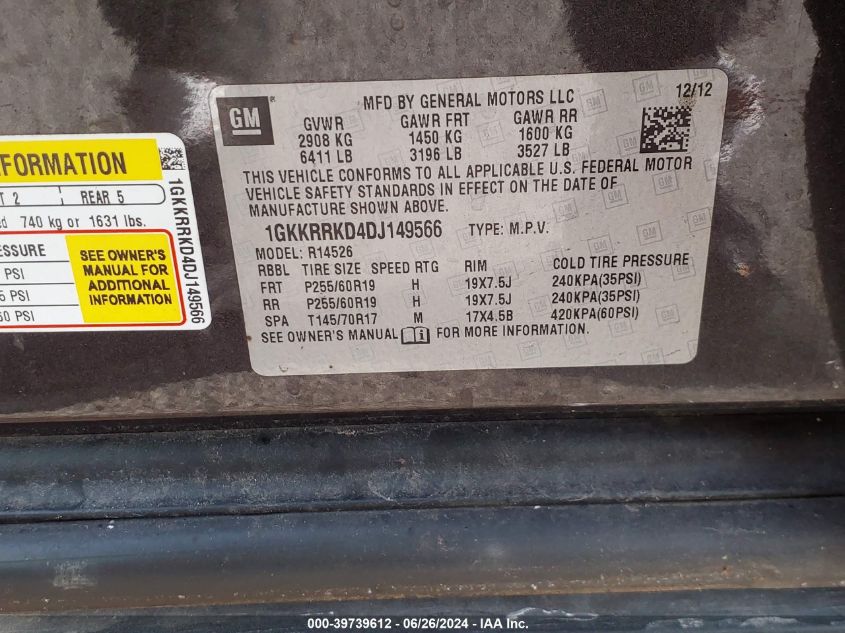 FORMATION
T 2 REAR 5
ed 740 kg or 1631 lbs.
ESSURE
PSI
5 PSI
60 PSI
SEE OWNER'S
MANUAL FOR
ADDITIONAL
INFORMATION
1GKKRRKD4DJ149566
GM
MFD BY GENERAL MOTORS LLC 12/12
GVWR GAWR FRT GAWR RR
2908 KG 1450 KG 1600 KG
6411 LB 3196 LB 3527 LB
THIS VEHICLE CONFORMS TO ALL APPLICABLE U.S. FEDERAL MOTOR
VEHICLE SAFETY STANDARDS IN EFFECT ON THE DATE OF
MANUFACTURE SHOWN ABOVE.
1GKKRRKD4DJ149566 TYPE: M.P.V.
MODEL: R14526
RBBL TIRE SIZE SPEED RTG RIM COLD TIRE PRESSURE
FRT P255/60R19 H 19X7.5J 240KPA(35PSI)
RR P255/60R19 H 19X7.5J 240KPA(35PSI)
SPA T145/70R17 M 17X4.5B 420KPA(60PSI)
SEE OWNER'S MANUAL FOR MORE INFORMATION.
000-39739612 - 06/26/2024 - © IAA Holdings, LLC.